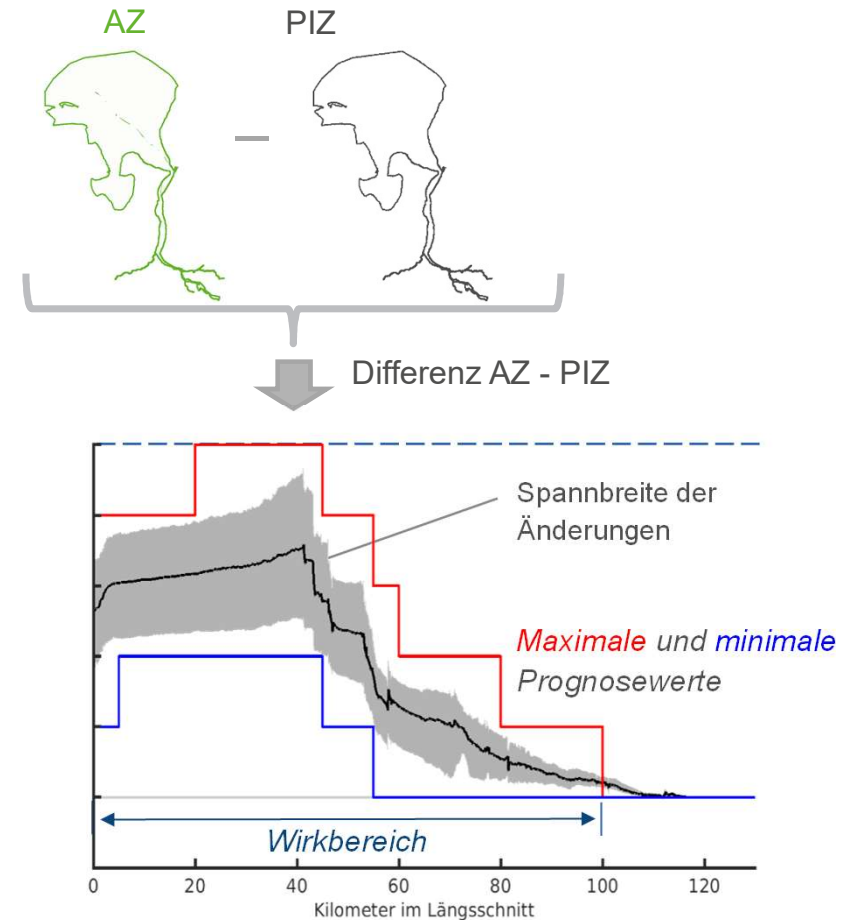 AZ
PIZ
Differenz AZ - PIZ
Spannbreite der
Änderungen
Maximale und minimale
Prognosewerte
Wirkbereich
0 20 40 60 80 100 120
Kilometer im Längsschnitt